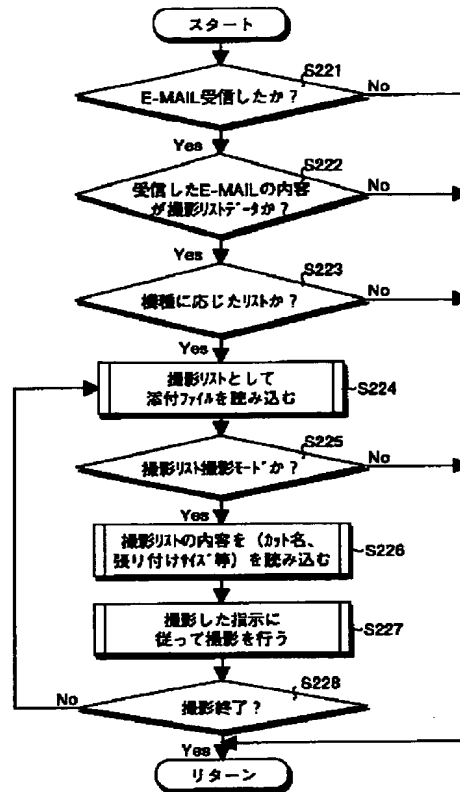 スタート
S221
E-MAIL受信したか？
No
Yes
S222
受信したE-MAILの内容
が撮影リストデータか？
No
Yes
S223
機種に応じたリストか？
No
Yes
撮影リストとして
添付ファイルを読み込む
S224
S225
撮影リスト撮影モードか？
No
Yes
撮影リストの内容を（カット名、
張り付けサイズ等）を読み込む
S226
撮影した指示に
従って撮影を行う
S227
S228
No
撮影終了？
Yes
リターン